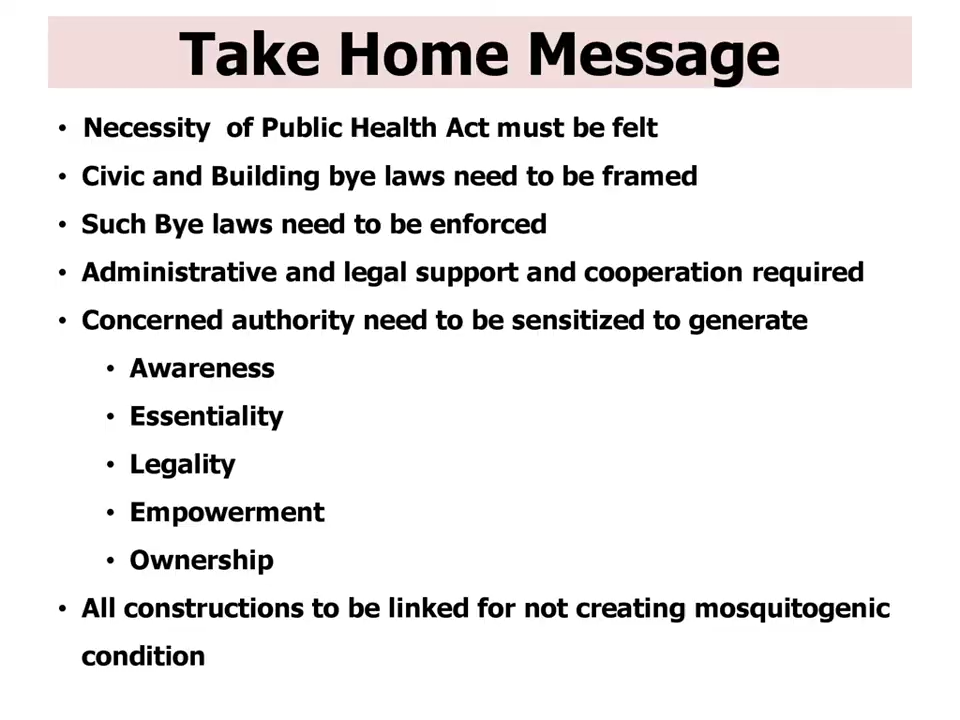 Take Home Message
• Necessity of Public Health Act must be felt
• Civic and Building bye laws need to be framed
• Such Bye laws need to be enforced
• Administrative and legal support and cooperation required
• Concerned authority need to be sensitized to generate
• Awareness
• Essentiality
• Legality
• Empowerment
• Ownership
• All constructions to be linked for not creating mosquitogenic
condition